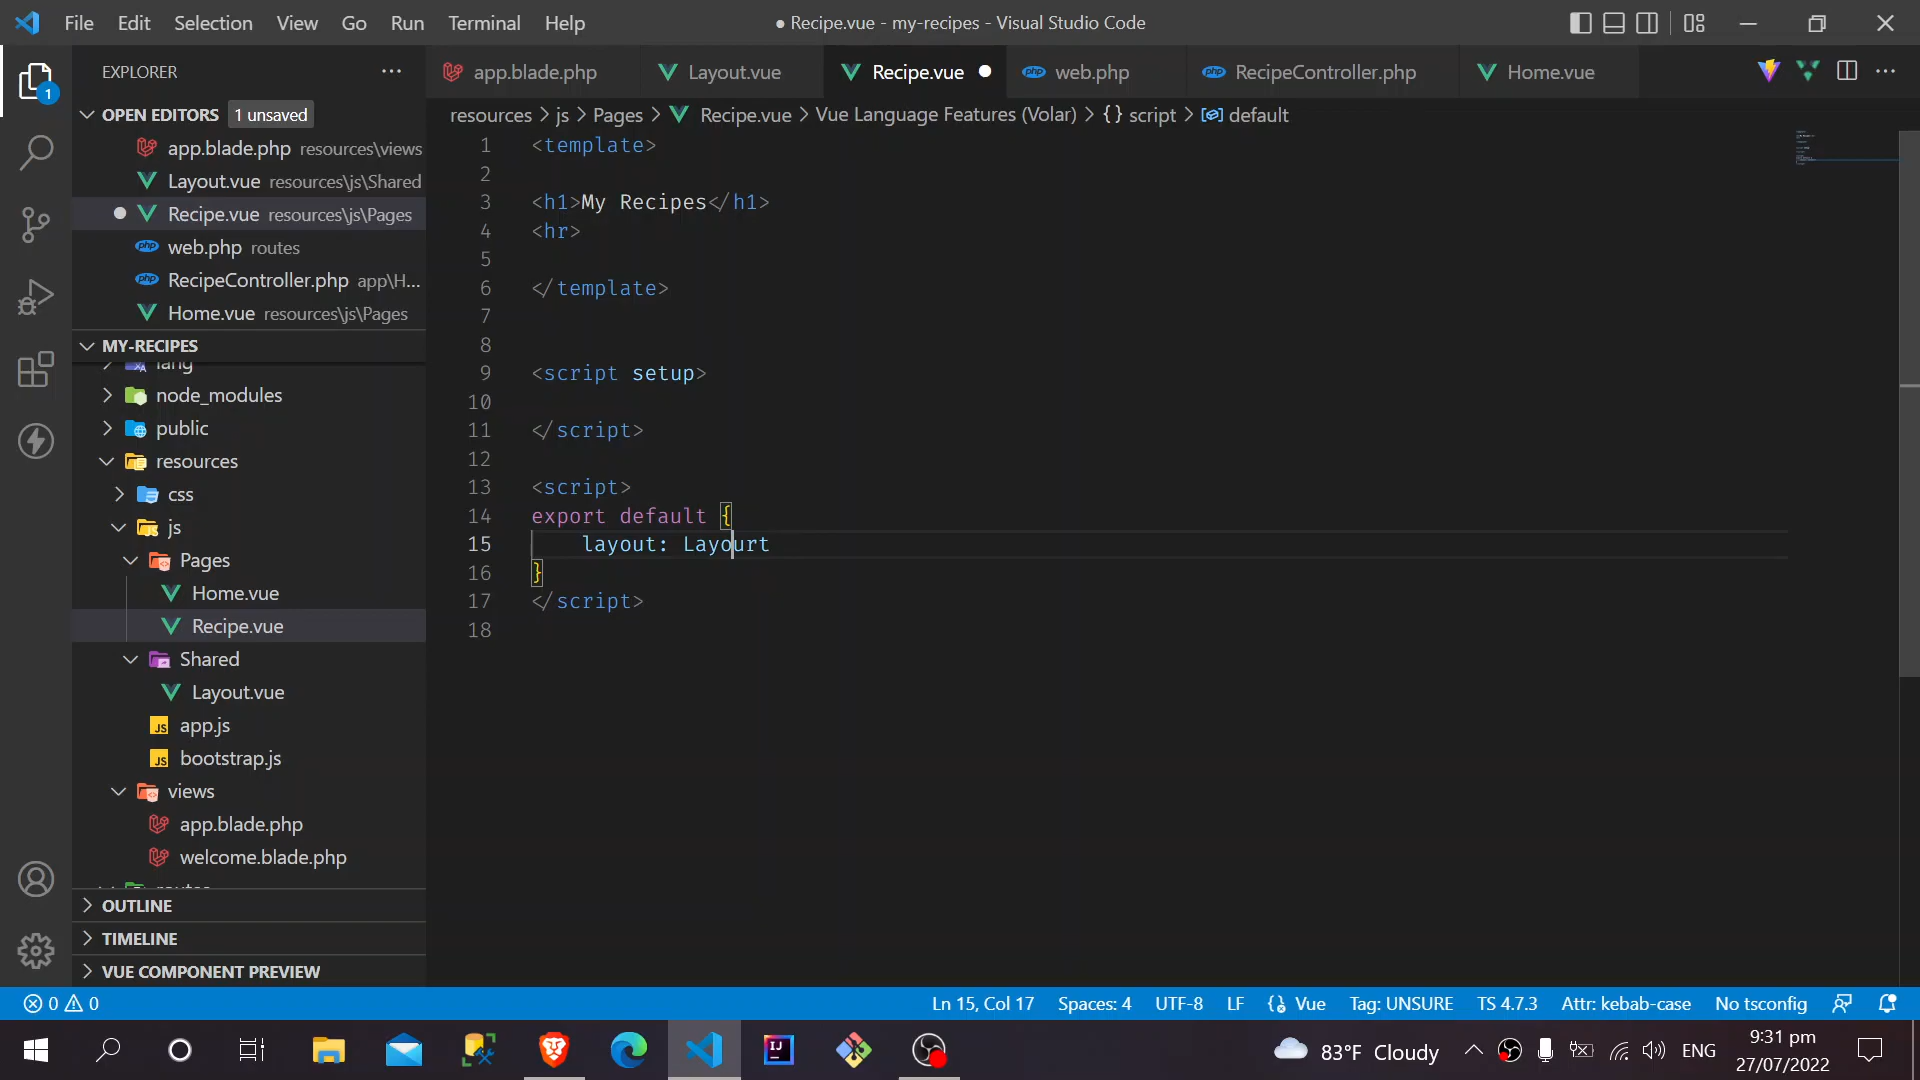 File Edit Selection View Go Run Terminal Help
● Recipe.vue - my-recipes - Visual Studio Code
EXPLORER
app.blade.php Layout.vue Recipe.vue web.php RecipeController.php Home.vue
OPEN EDITORS 1 unsaved
resources > js > Pages > Recipe.vue > Vue Language Features (Volar) > {} script > default
app.blade.php resources\views
Layout.vue resources\js\Shared
Recipe.vue resources\js\Pages
web.php routes
RecipeController.php app\H...
Home.vue resources\js\Pages
MY-RECIPES
lang
node_modules
public
resources
css
js
Pages
Home.vue
Recipe.vue
Shared
Layout.vue
app.js
bootstrap.js
views
app.blade.php
welcome.blade.php
OUTLINE
TIMELINE
VUE COMPONENT PREVIEW
1 <template>
2
3 <h1>My Recipes</h1>
4 <hr>
5
6 </template>
7
8
9 <script setup>
10
11 </script>
12
13 <script>
14 export default {
15 layout: Layourt
16 }
17 </script>
18
0 0 Ln 15, Col 17 Spaces: 4 UTF-8 LF Vue Tag: UNSURE TS 4.7.3 Attr: kebab-case No tsconfig
83°F Cloudy ENG 9:31 pm
27/07/2022